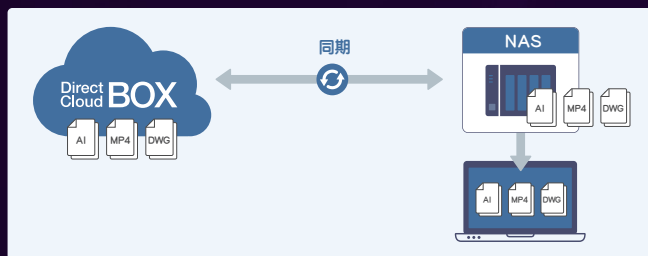 同期
NAS
Direct
Cloud BOX
AI MP4 DWG
AI MP4 DWG
AI MP4 DWG